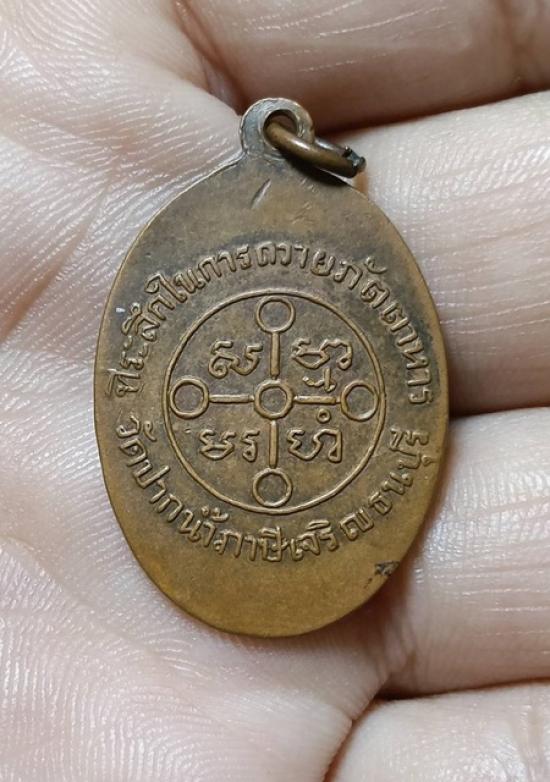 ที่ระลึกในการถวายภัตตาหาร
วัดปากน้ำภาษีเจริญธนบุรี